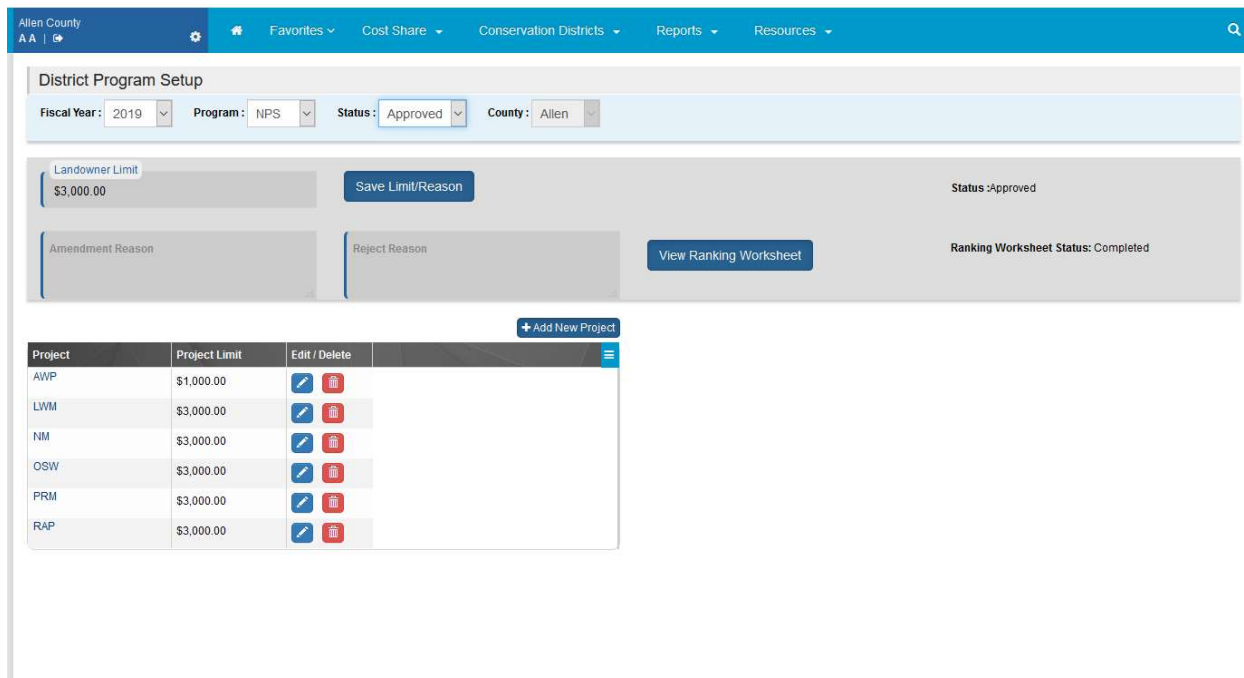 Allen County
A A |
Favorites Cost Share Conservation Districts Reports Resources
District Program Setup
Fiscal Year : 2019 Program : NPS Status : Approved County : Allen
Landowner Limit
$3,000.00
Save Limit/Reason
Status :Approved
Amendment Reason
Reject Reason
View Ranking Worksheet
Ranking Worksheet Status: Completed
+ Add New Project
Project Project Limit Edit / Delete
AWP $1,000.00
LWM $3,000.00
NM $3,000.00
OSW $3,000.00
PRM $3,000.00
RAP $3,000.00